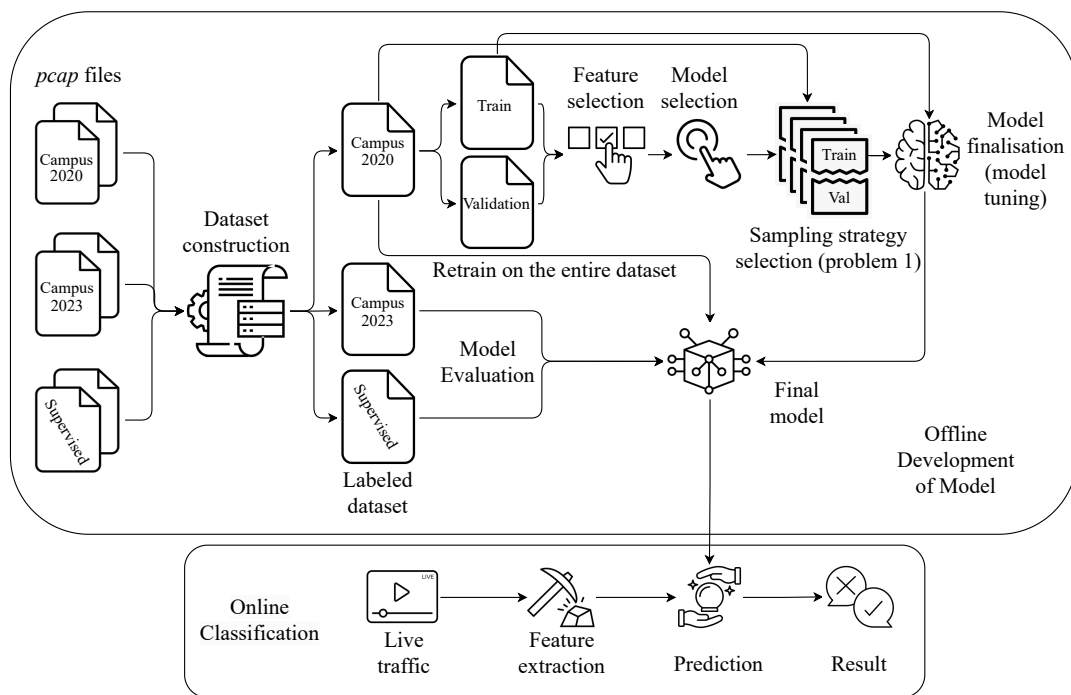 pcap files
Campus
2020
Campus
2023
Supervised
Dataset
construction
Campus
2020
Train
Validation
Feature
selection
Model
selection
Train
Val
Sampling strategy
selection (problem 1)
Model
finalisation
(model
tuning)
Retrain on the entire dataset
Campus
2023
Supervised
Labeled
dataset
Model
Evaluation
Final
model
Offline
Development
of Model
Online
Classification
LIVE
Live
traffic
Feature
extraction
Prediction
Result